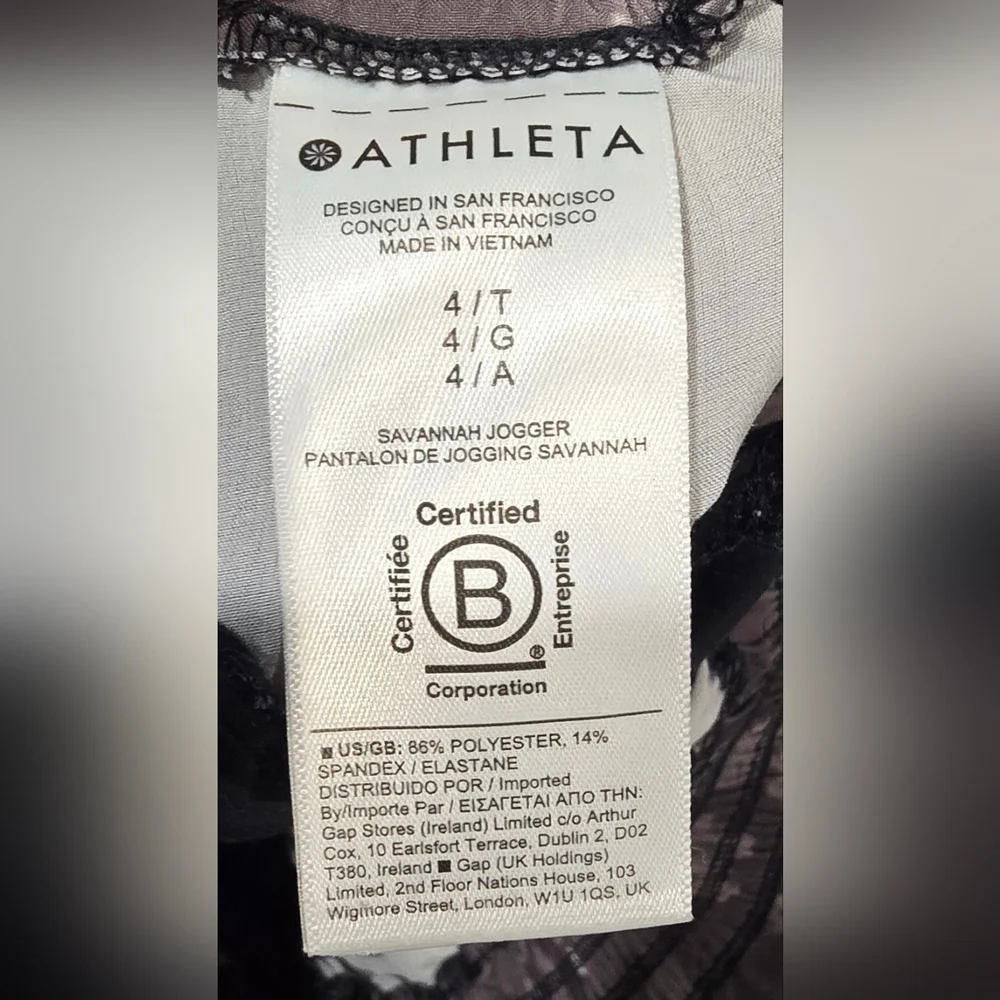 ATHLETA
DESIGNED IN SAN FRANCISCO
CONÇU À SAN FRANCISCO
MADE IN VIETNAM
4 / T
4 / G
4 / A
SAVANNAH JOGGER
PANTALON DE JOGGING SAVANNAH
Certified
Certifiée
B
Entreprise
®
Corporation
US/GB: 86% POLYESTER, 14%
SPANDEX / ELASTANE
DISTRIBUIDO POR / Imported
By/Importe Par / ΕΙΣΑΓΕΤΑΙ ΑΠΟ ΤΗΝ:
Gap Stores (Ireland) Limited c/o Arthur
Cox, 10 Earlsfort Terrace, Dublin 2, D02
T380, Ireland ■ Gap (UK Holdings)
Limited, 2nd Floor Nations House, 103
Wigmore Street, London, W1U 1QS, UK